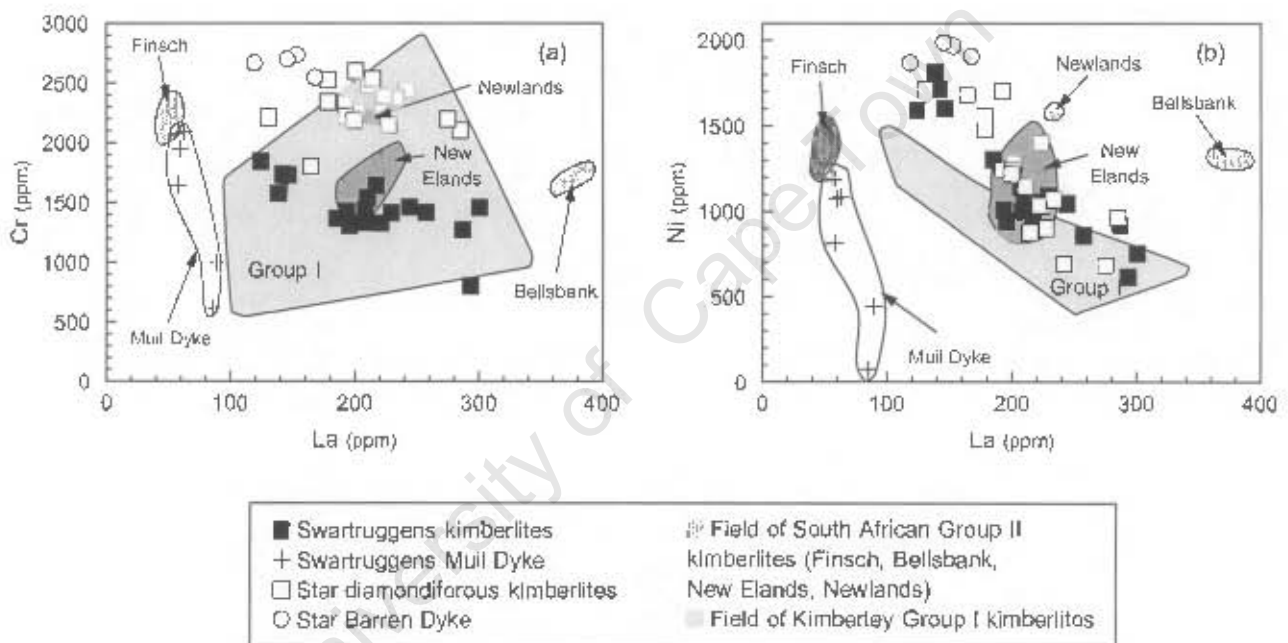 3000
2500
2000
1500
1000
500
0
Cr (ppm)
0 100 200 300 400
La (ppm)
(a)
Finsch
Newlands
New
Elands
Group I
Bellsbank
Muil Dyke
2000
1500
1000
500
0
Ni (ppm)
0 100 200 300 400
La (ppm)
(b)
Finsch
Newlands
Bellsbank
New
Elands
Group I
Muil Dyke
Swartruggens kimberlites
Swartruggens Muil Dyke
Star diamondiforous kimberlites
Star Barren Dyke
Field of South African Group II
kimberlites (Finsch, Bellsbank,
New Elands, Newlands)
Field of Kimberley Group I kimberlites
University of Cape Town